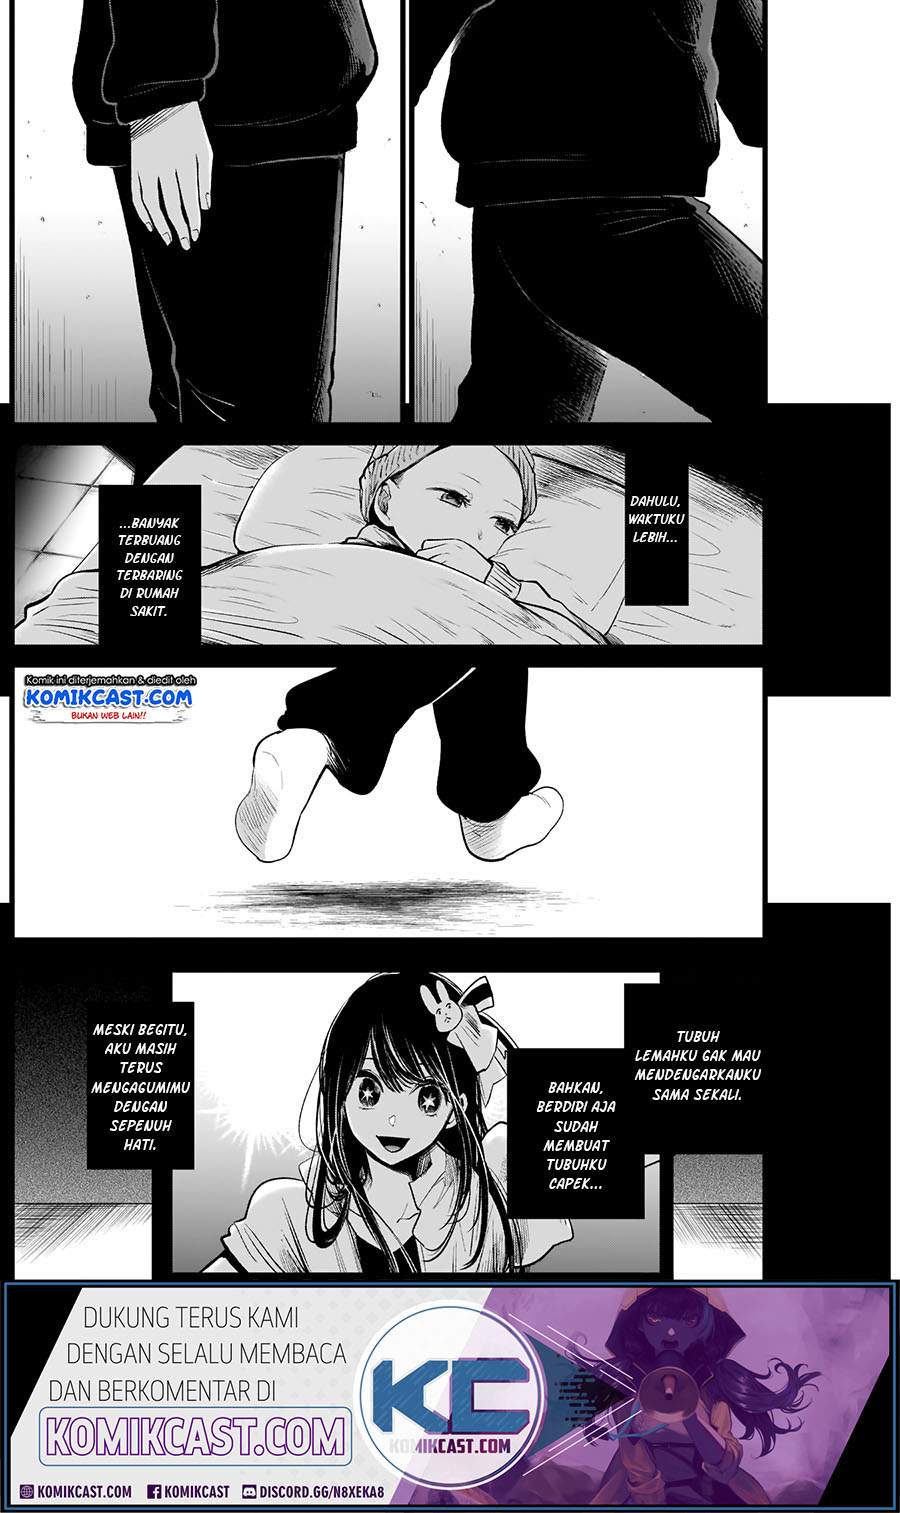 DAHULU,
WAKTUKU
LEBIH...
...BANYAK
TERBUANG
DENGAN
TERBARING
DI RUMAH
SAKIT.
Komik ini diterjemahkan & diedit oleh
KOMIKCAST.COM
BUKAN WEB LAIN!!
TUBUH
LEMAHKU GAK MAU
MENDENGARKANKU
SAMA SEKALI.
BAHKAN,
BERDIRI AJA
SUDAH
MEMBUAT
TUBUHKU
CAPEK...
MESKI BEGITU,
AKU MASIH
TERUS
MENGAGUMIMU
DENGAN
SEPENUH
HATI.
DUKUNG TERUS KAMI
DENGAN SELALU MEMBACA
DAN BERKOMENTAR DI
KOMIKCAST.COM
KC
KOMIKCAST.COM
KOMIKCAST.COM KOMIKCAST DISCORD.GG/N8XEKA8